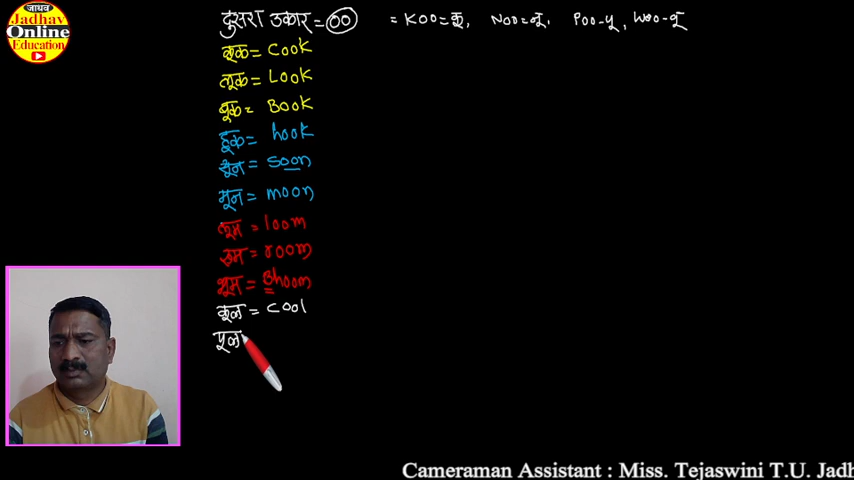 जाधव
Jadhav
Online
Education
दुसरा उकार = OO = KOO = कू, NOO = नू, POO - पू, WOO - वू
कूक = COOK
लूक = LOOK
बूक = BOOK
हूक = hook
सून = soon
मून = moon
लूम = loom
रूम = room
भूम = Bhoom
कूल = cool
पूल
Cameraman Assistant : Miss. Tejaswini T.U. Jadh